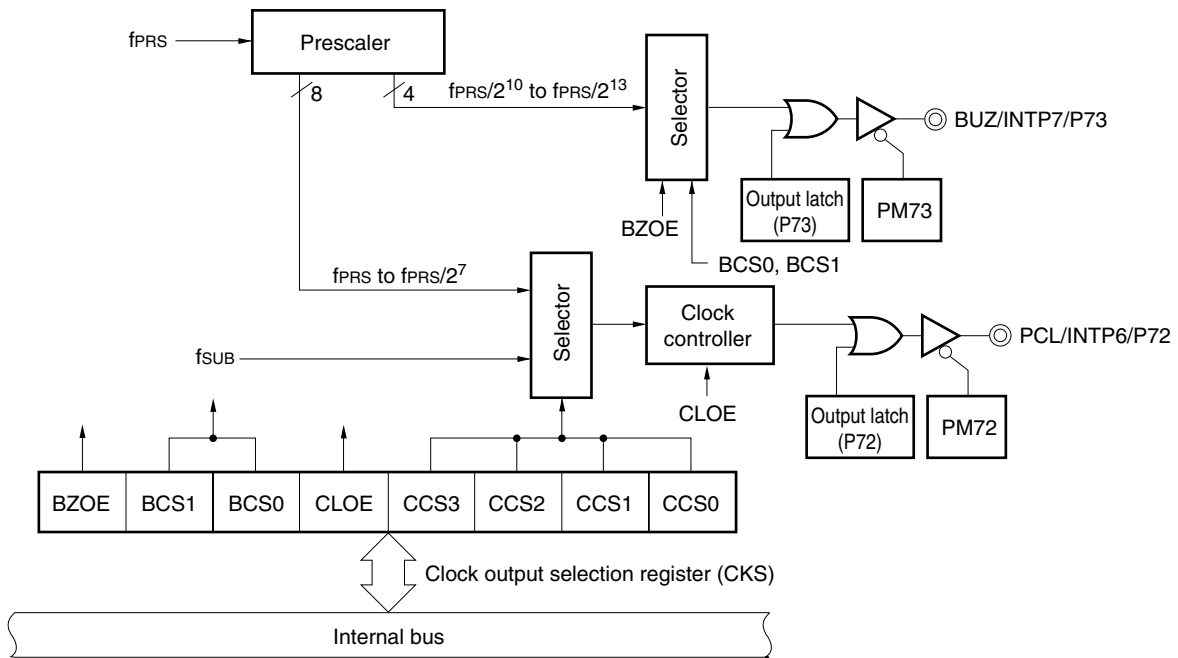 fPRS
Prescaler
8
4
fPRS/2^10 to fPRS/2^13
Selector
BUZ/INTP7/P73
Output latch
(P73)
PM73
BZOE
BCS0, BCS1
fPRS to fPRS/2^7
fSUB
Selector
Clock
controller
PCL/INTP6/P72
CLOE
Output latch
(P72)
PM72
BZOE BCS1 BCS0 CLOE CCS3 CCS2 CCS1 CCS0
Clock output selection register (CKS)
Internal bus